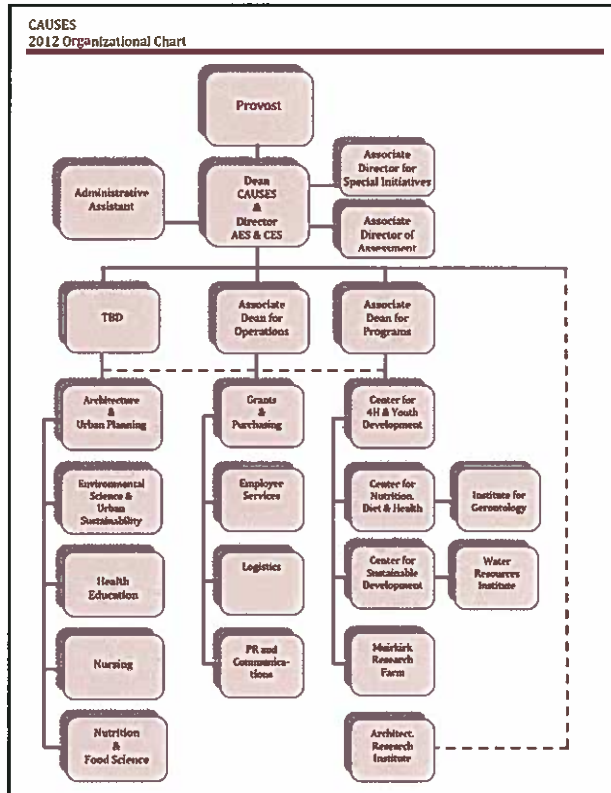 CAUSES
2012 Organizational Chart
Provost
Associate
Director for
Special Initiatives
Administrative
Assistant
Dean
CAUSES
&
Director
AES & CES
Associate
Director of
Assessment
TBD
Associate
Dean for
Operations
Associate
Dean for
Programs
Architecture
&
Urban Planning
Grants
&
Purchasing
Center for
4H & Youth
Development
Environmental
Science &
Urban
Sustainability
Employee
Services
Center for
Nutrition,
Diet & Health
Institute for
Gerontology
Health
Education
Logistics
Center for
Sustainable
Development
Water
Resources
Institute
Nursing
PR and
Communica-
tions
Muirkirk
Research
Farm
Nutrition
&
Food Science
Architect.
Research
Institute